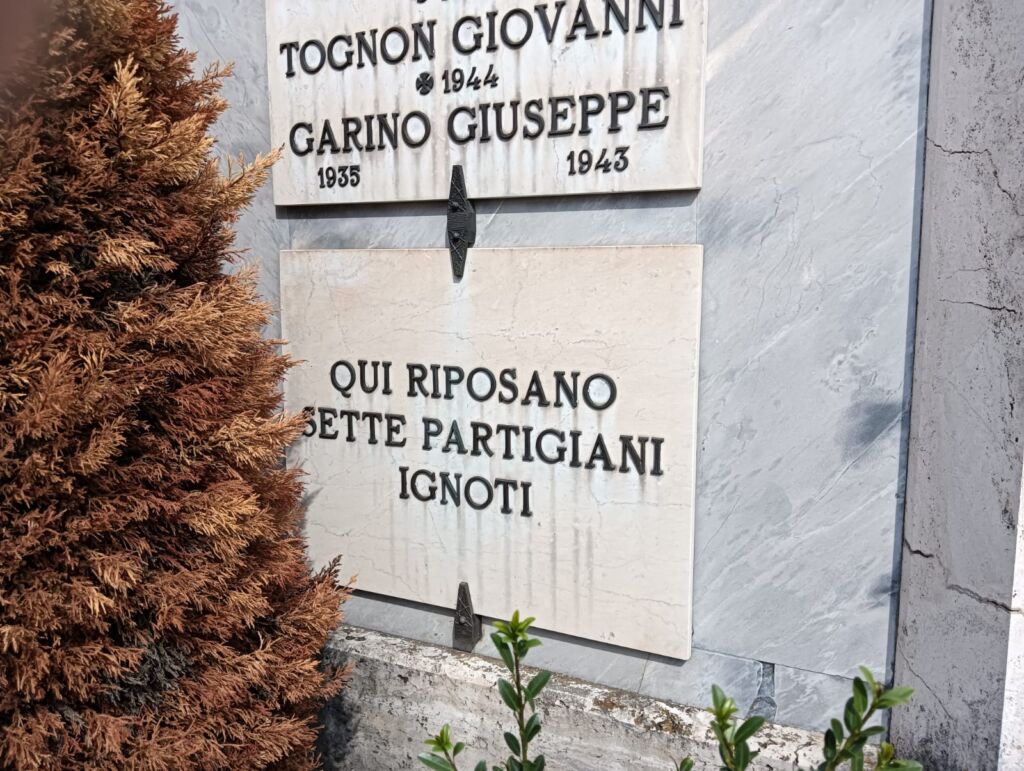 TOGNON GIOVANNI
✠ 1944
GARINO GIUSEPPE
1935 1943
QUI RIPOSANO
SETTE PARTIGIANI
IGNOTI